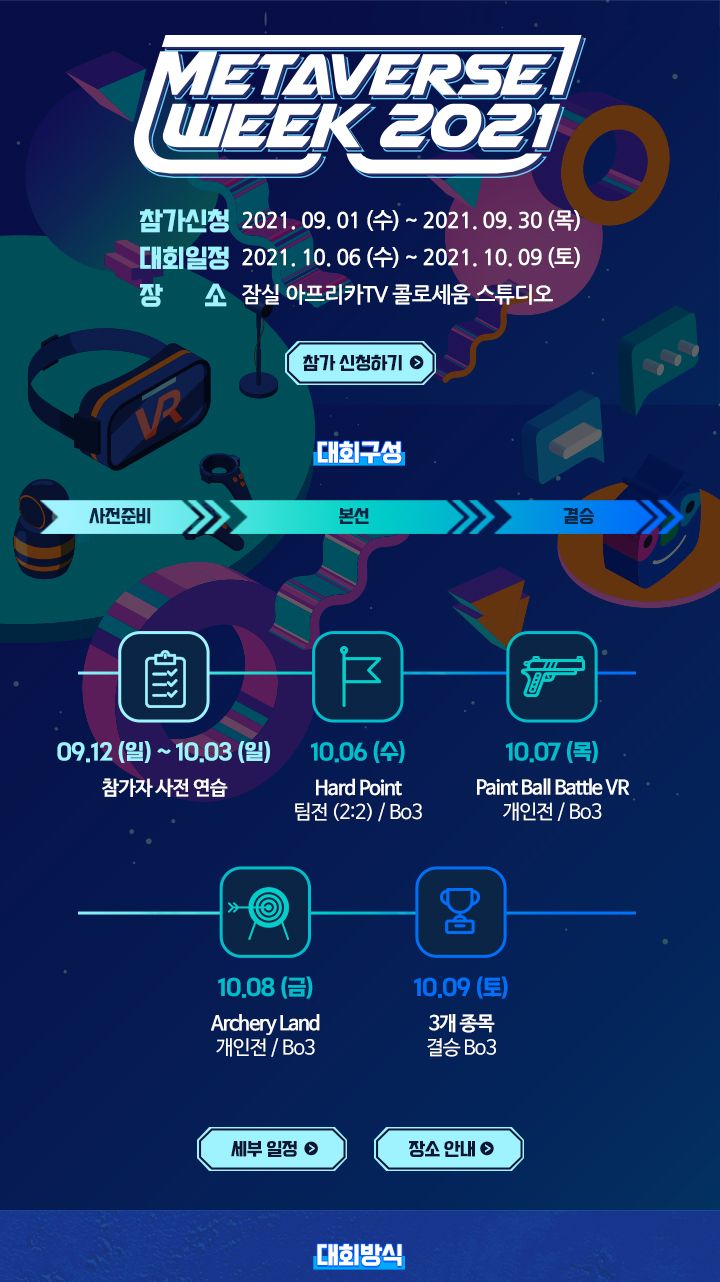 METAVERSE
WEEK 2021
참가신청 2021. 09. 01 (수) ~ 2021. 09. 30 (목)
대회일정 2021. 10. 06 (수) ~ 2021. 10. 09 (토)
장 소 잠실 아프리카TV 콜로세움 스튜디오
참가 신청하기
VR
대회구성
사전준비 본선 결승
09.12 (일) ~ 10.03 (일) 10.06 (수) 10.07 (목)
참가자 사전 연습 Hard Point Paint Ball Battle VR
팀전 (2:2) / Bo3 개인전 / Bo3
10.08 (금) 10.09 (토)
Archery Land 3개 종목
개인전 / Bo3 결승 Bo3
세부 일정 장소 안내
대회방식